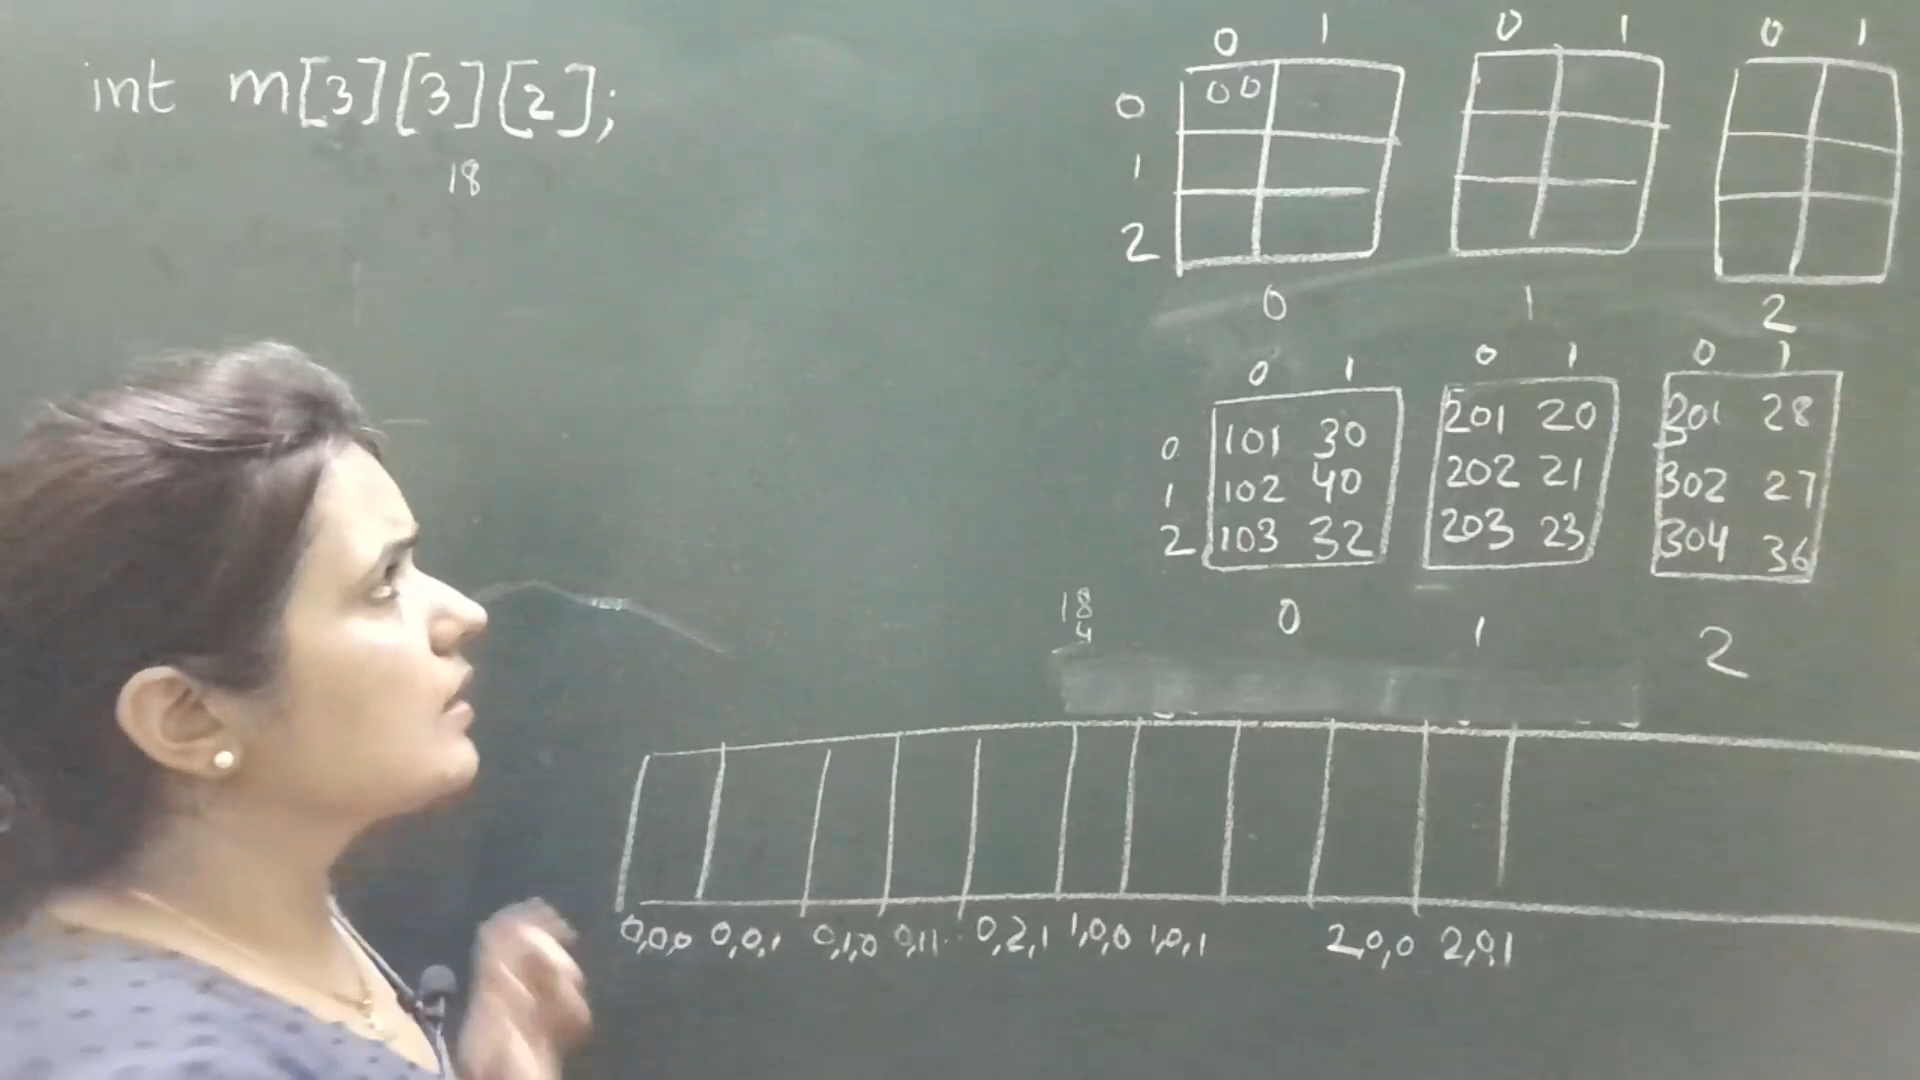 int m[3][3][2];
18
0 1 0 1 0 1
0 00
1
2
0 1 2
0 1 0 1 0 1
0 101 30 201 20 301 28
1 102 40 202 21 302 27
2 103 32 203 23 304 36
0 1 2
18
4
0,0,0 0,0,1 0,1,0 0,1,1.. 0,2,1 1,0,0 1,0,1 2,0,0 2,0,1